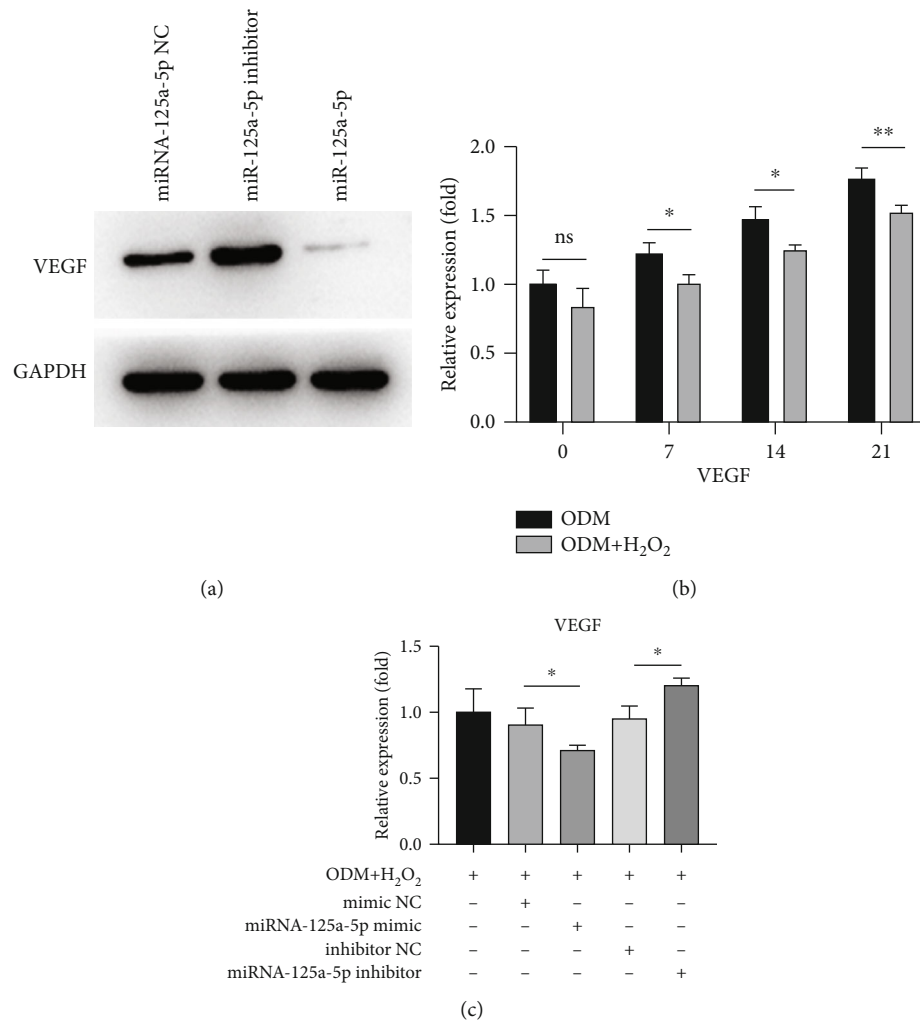 miRNA-125a-5p NC
miR-125a-5p inhibitor
miR-125a-5p
VEGF
GAPDH
(a)
Relative expression (fold)
2.0
1.5
1.0
0.5
0.0
ns
*
*
**
0 7 14 21
VEGF
ODM
ODM+H₂O₂
(b)
VEGF
Relative expression (fold)
1.5
1.0
0.5
0.0
*
*
ODM+H₂O₂ + + + + +
mimic NC – + – – –
miRNA-125a-5p mimic – – + – –
inhibitor NC – – – + –
miRNA-125a-5p inhibitor – – – – +
(c)